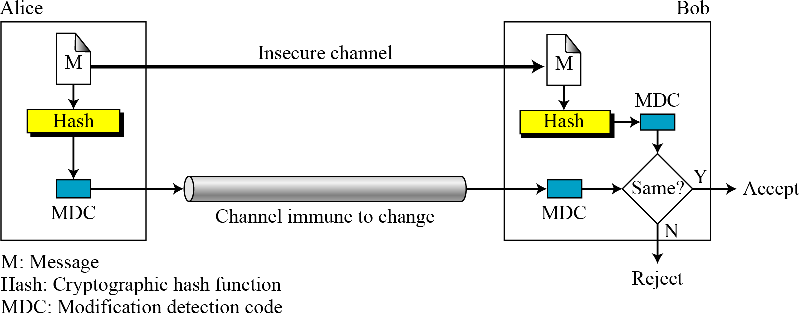 Alice
Bob
M
Insecure channel
M
Hash
Hash
MDC
MDC
Channel immune to change
MDC
Same?
Y
Accept
N
Reject
M: Message
Hash: Cryptographic hash function
MDC: Modification detection code